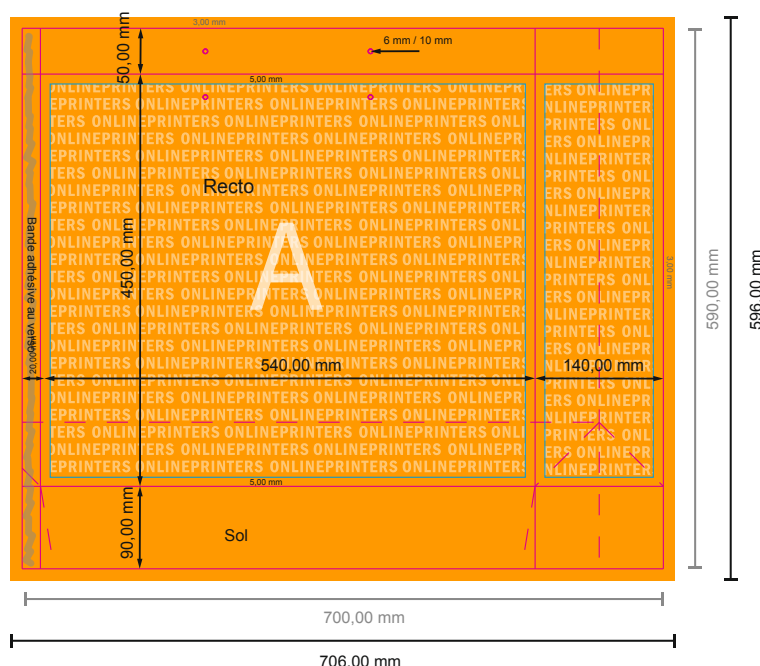 3,00 mm
50,00 mm
6 mm / 10 mm
5,00 mm
Recto
A
450,00 mm
Bande adhésive au verso
20,00
3,00 mm
590,00 mm
596,00 mm
540,00 mm
140,00 mm
5,00 mm
90,00 mm
Sol
700,00 mm
706,00 mm
ONLINEPRINTERS ONLINEPRINTERS ONLINEPRINTERS